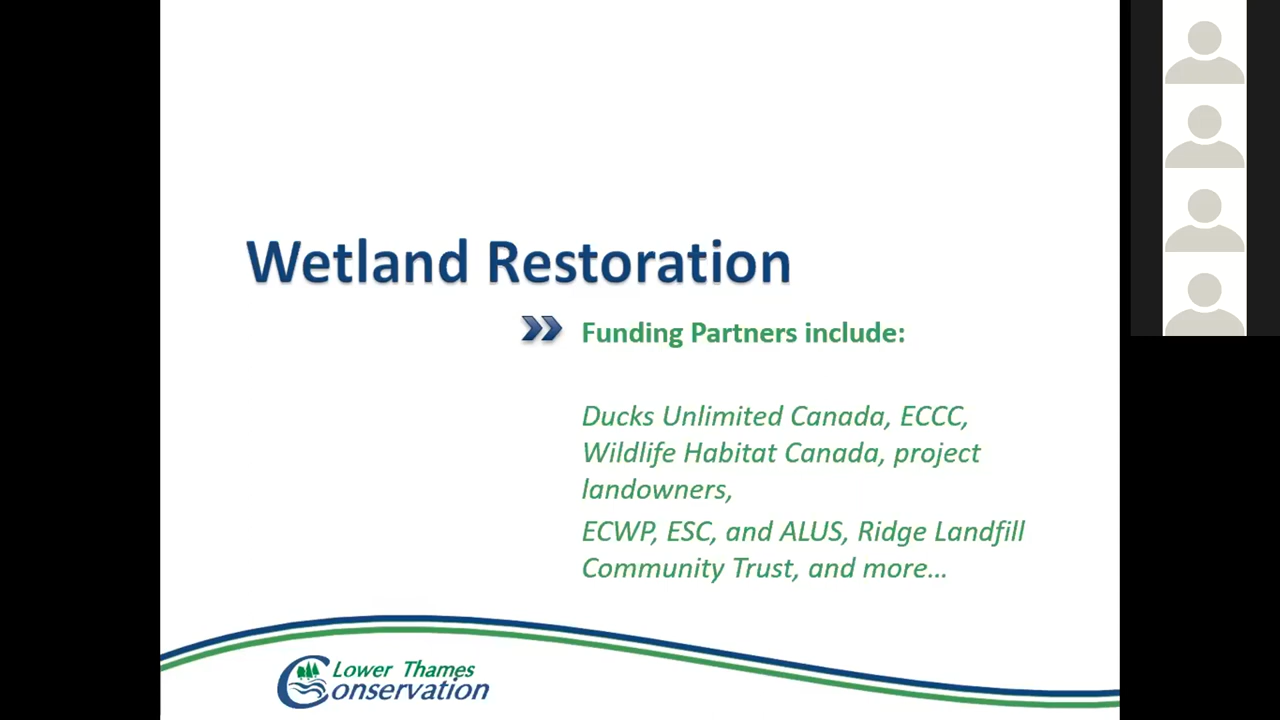 Wetland Restoration
Funding Partners include:
Ducks Unlimited Canada, ECCC,
Wildlife Habitat Canada, project
landowners,
ECWP, ESC, and ALUS, Ridge Landfill
Community Trust, and more…
Lower Thames
Conservation